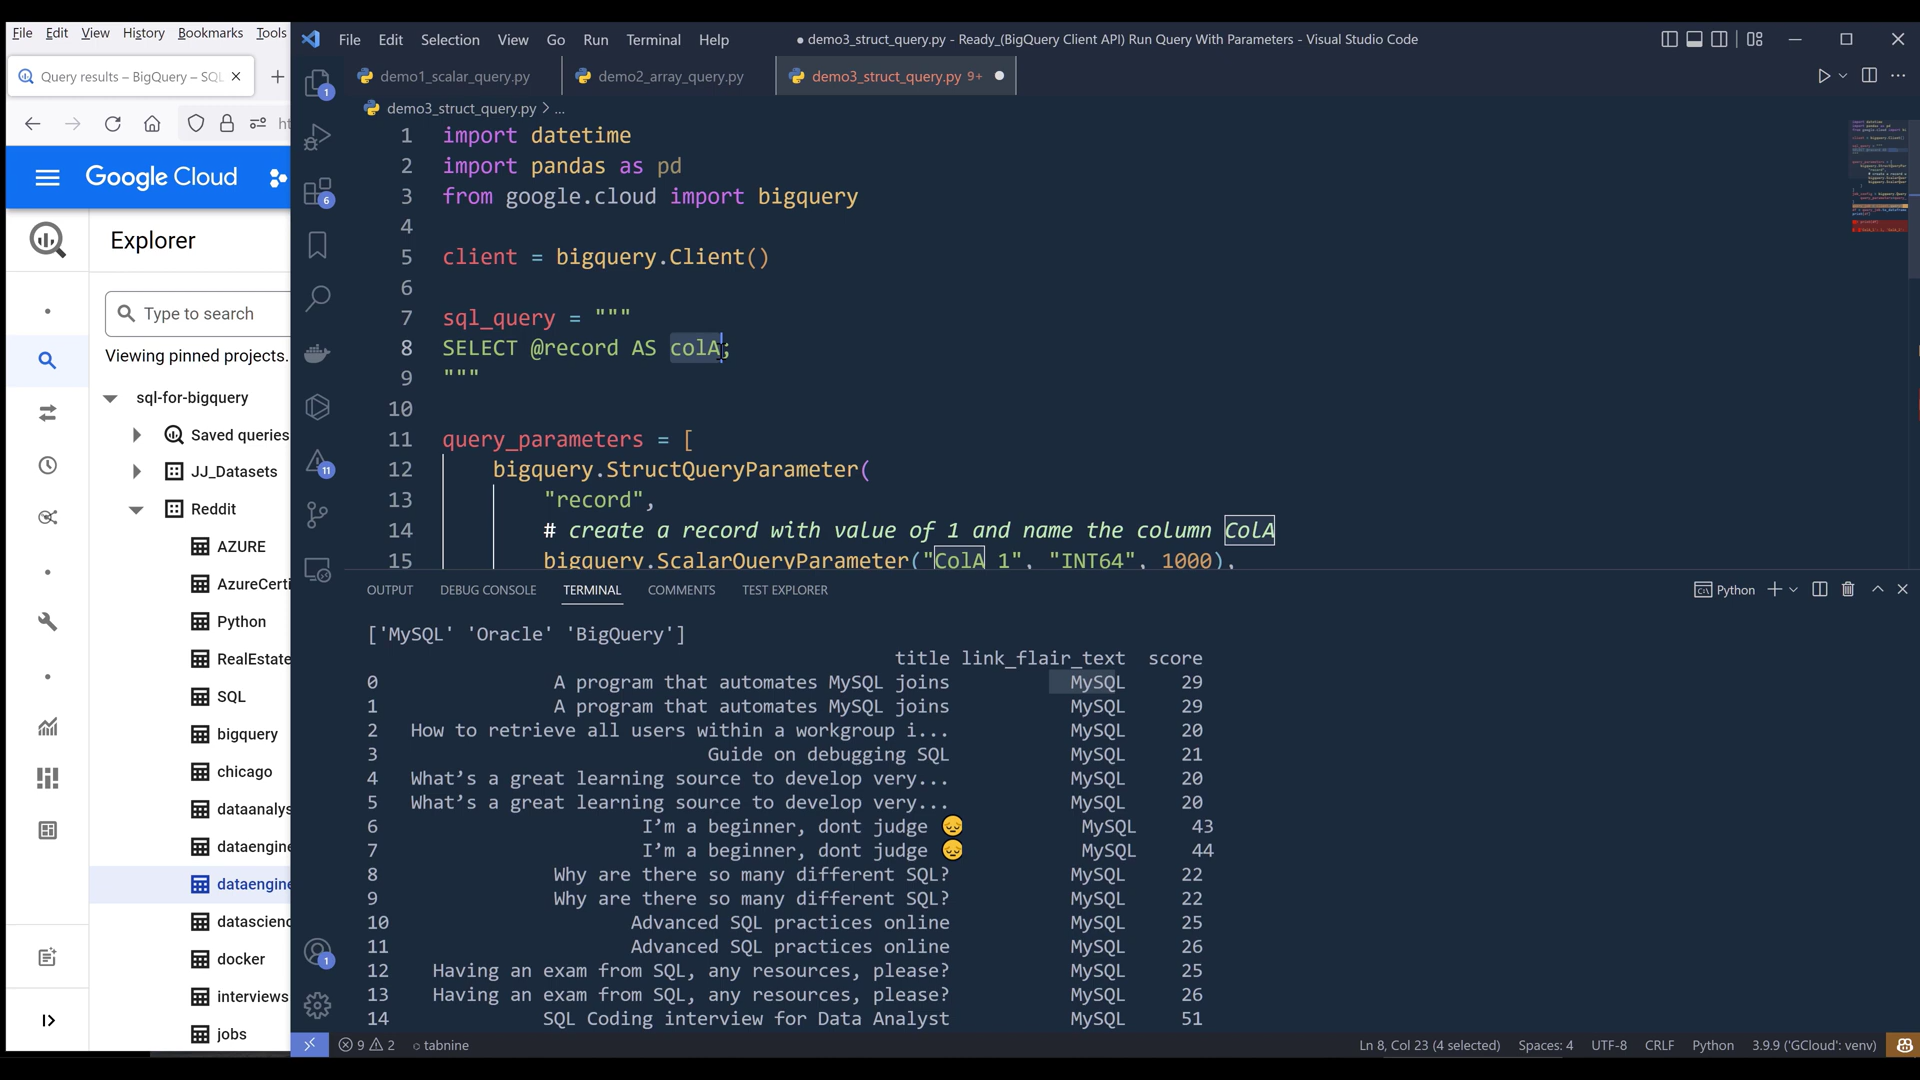 File Edit View History Bookmarks Tools
Query results – BigQuery – SQL
Google Cloud
Explorer
Type to search
Viewing pinned projects.
sql-for-bigquery
Saved queries
JJ_Datasets
Reddit
AZURE
AzureCerti
Python
RealEstate
SQL
bigquery
chicago
dataanalys
dataengine
dataengine
datascienc
docker
interviews
jobs
File Edit Selection View Go Run Terminal Help
● demo3_struct_query.py - Ready_(BigQuery Client API) Run Query With Parameters - Visual Studio Code
demo1_scalar_query.py demo2_array_query.py demo3_struct_query.py 9+
demo3_struct_query.py > ...
1 import datetime
2 import pandas as pd
3 from google.cloud import bigquery
4
5 client = bigquery.Client()
6
7 sql_query = """
8 SELECT @record AS colA;
9 """
10
11 query_parameters = [
12 bigquery.StructQueryParameter(
13 "record",
14 # create a record with value of 1 and name the column ColA
15 bigquery.ScalarQueryParameter("ColA_1", "INT64", 1000),
1
6
11
1
OUTPUT DEBUG CONSOLE TERMINAL COMMENTS TEST EXPLORER
Python
['MySQL' 'Oracle' 'BigQuery']
title link_flair_text score
0 A program that automates MySQL joins MySQL 29
1 A program that automates MySQL joins MySQL 29
2 How to retrieve all users within a workgroup i... MySQL 20
3 Guide on debugging SQL MySQL 21
4 What’s a great learning source to develop very... MySQL 20
5 What’s a great learning source to develop very... MySQL 20
6 I’m a beginner, dont judge 😞 MySQL 43
7 I’m a beginner, dont judge 😞 MySQL 44
8 Why are there so many different SQL? MySQL 22
9 Why are there so many different SQL? MySQL 22
10 Advanced SQL practices online MySQL 25
11 Advanced SQL practices online MySQL 26
12 Having an exam from SQL, any resources, please? MySQL 25
13 Having an exam from SQL, any resources, please? MySQL 26
14 SQL Coding interview for Data Analyst MySQL 51
9 2 tabnine
Ln 8, Col 23 (4 selected) Spaces: 4 UTF-8 CRLF Python 3.9.9 ('GCloud': venv)